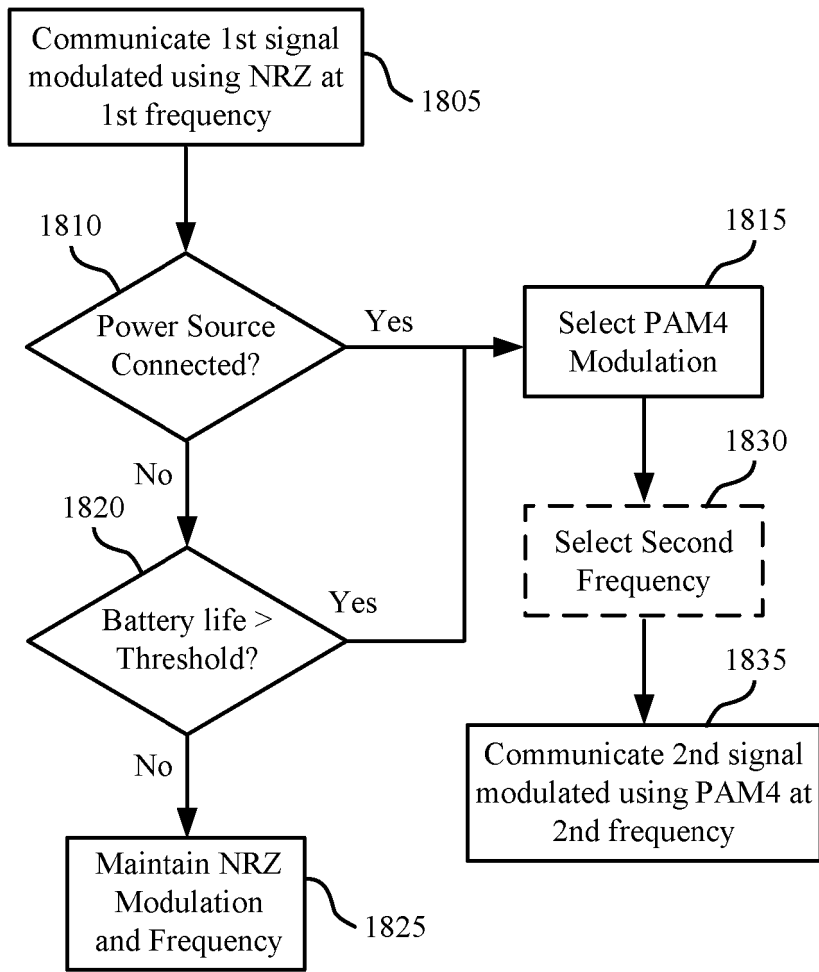 Communicate 1st signal
modulated using NRZ at
1st frequency
1805
1810
Power Source
Connected?
Yes
No
1815
Select PAM4
Modulation
1820
Battery life >
Threshold?
Yes
No
1830
Select Second
Frequency
1835
Communicate 2nd signal
modulated using PAM4 at
2nd frequency
Maintain NRZ
Modulation
and Frequency
1825